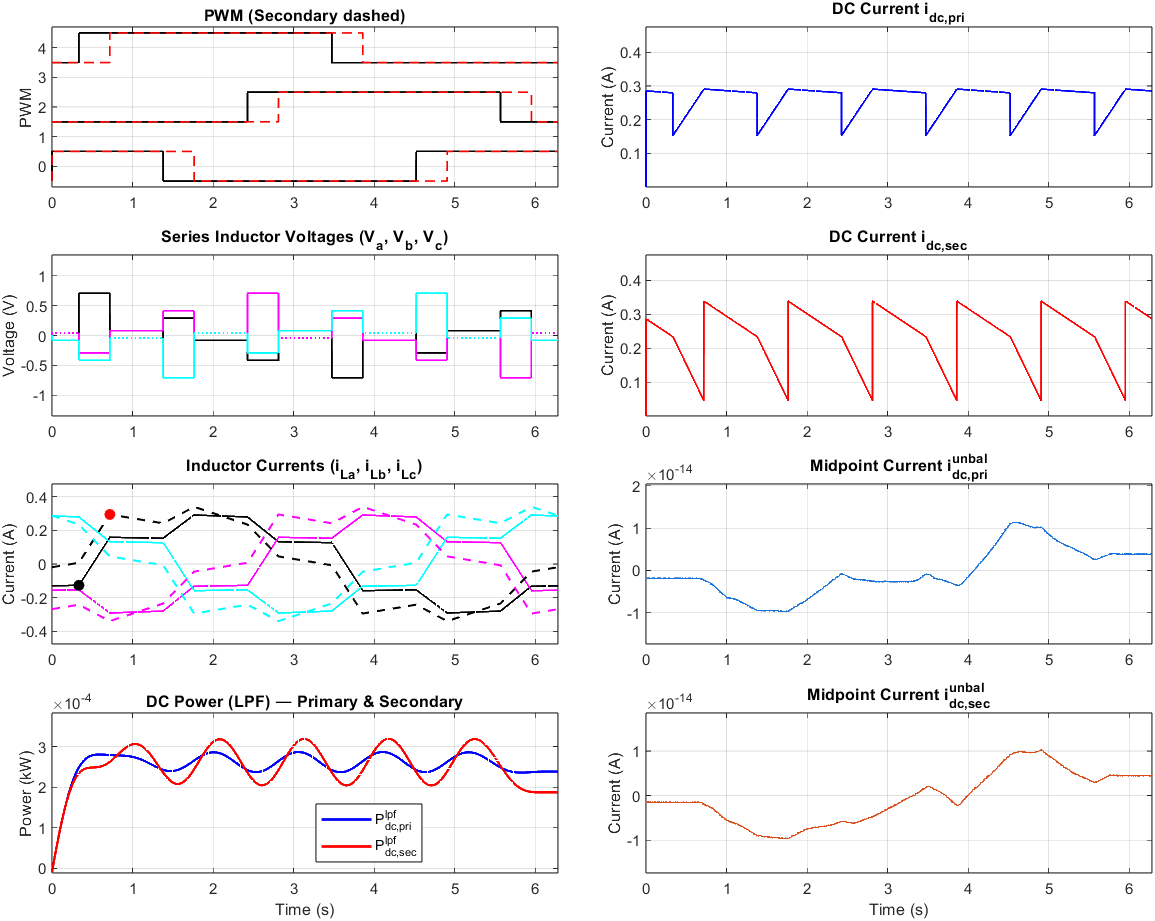 PWM (Secondary dashed)
PWM
4
3
2
1
0
0 1 2 3 4 5 6
DC Current i_dc,pri
Current (A)
0.4
0.3
0.2
0.1
0 1 2 3 4 5 6
Series Inductor Voltages (V_a, V_b, V_c)
Voltage (V)
1
0.5
0
-0.5
-1
0 1 2 3 4 5 6
DC Current i_dc,sec
Current (A)
0.4
0.3
0.2
0.1
0 1 2 3 4 5 6
Inductor Currents (i_La, i_Lb, i_Lc)
Current (A)
0.4
0.2
0
-0.2
-0.4
0 1 2 3 4 5 6
Midpoint Current i_dc,pri^unbal
×10^-14
Current (A)
2
1
0
-1
0 1 2 3 4 5 6
DC Power (LPF) — Primary & Secondary
×10^-4
Power (kW)
3
2
1
0
P_dc,pri^lpf
P_dc,sec^lpf
0 1 2 3 4 5 6
Time (s)
Midpoint Current i_dc,sec^unbal
×10^-14
Current (A)
1
0
-1
0 1 2 3 4 5 6
Time (s)